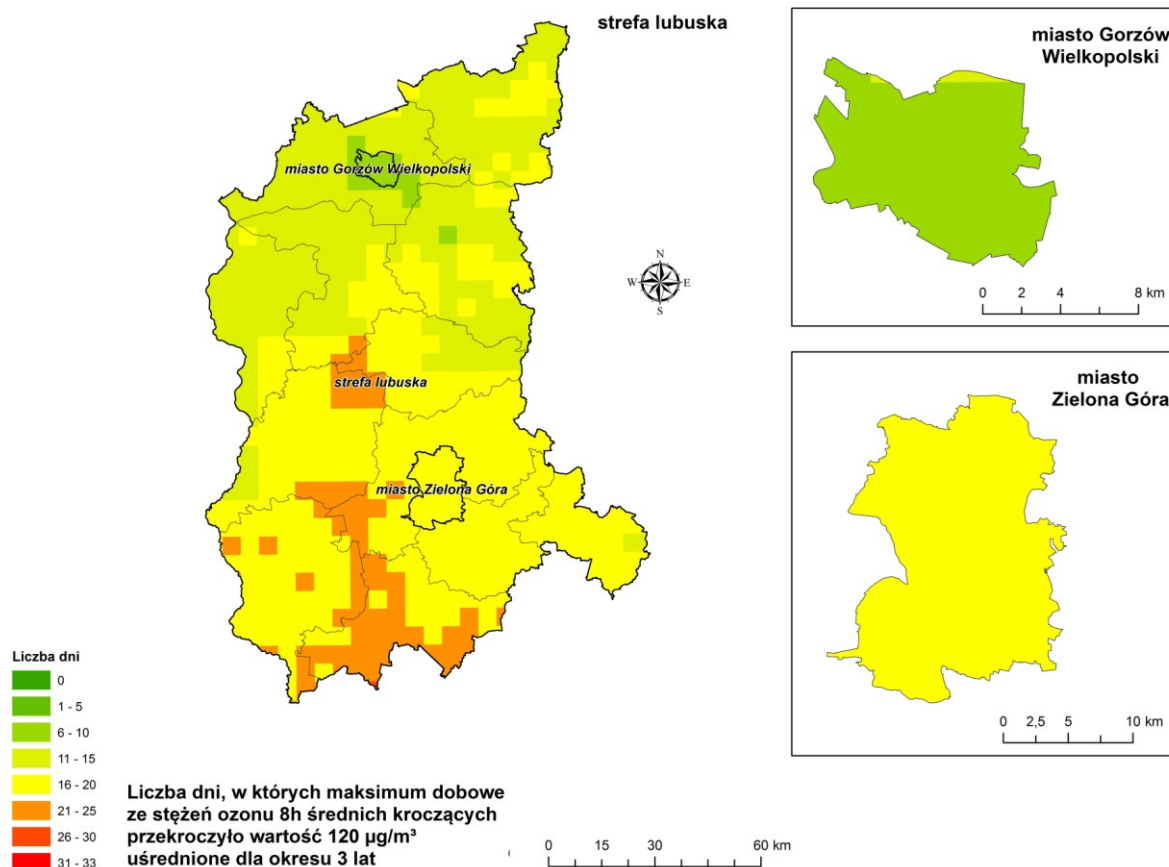 strefa lubuska
miasto Gorzów Wielkopolski
strefa lubuska
miasto Zielona Góra
N
W
E
S
miasto Gorzów
Wielkopolski
0 2 4 8 km
miasto
Zielona Góra
0 2,5 5 10 km
Liczba dni
0
1 - 5
6 - 10
11 - 15
16 - 20
21 - 25
26 - 30
31 - 33
Liczba dni, w których maksimum dobowe
ze stężeń ozonu 8h średnich kroczących
przekroczyło wartość 120 µg/m³
uśrednione dla okresu 3 lat
0 15 30 60 km